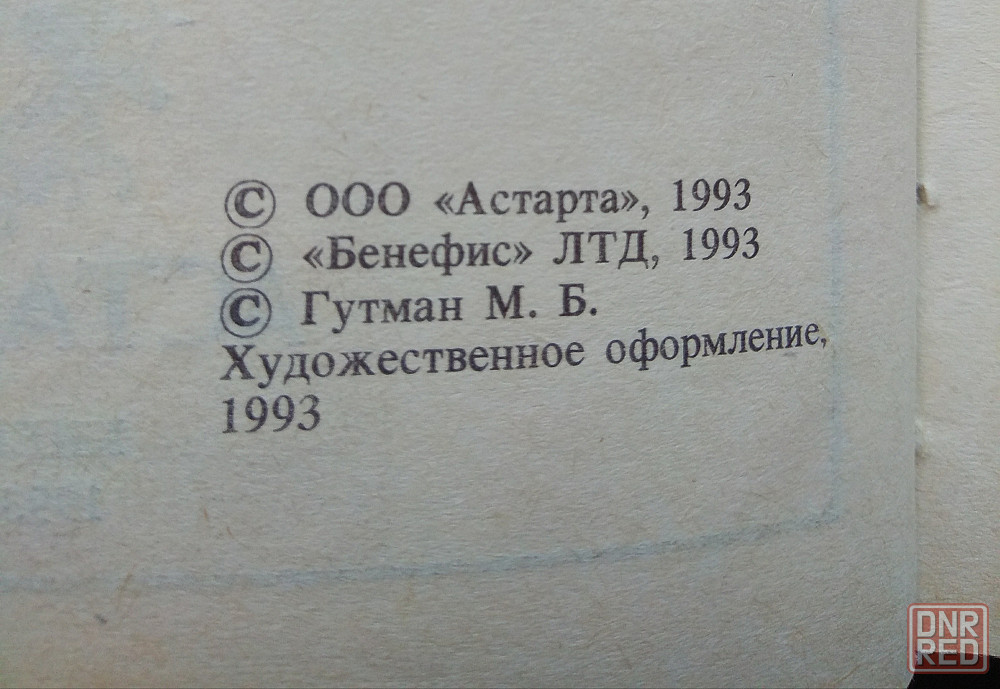 © ООО «Астарта», 1993
© «Бенефис» ЛТД, 1993
© Гутман М. Б.
Художественное оформление,
1993
DNR
RED